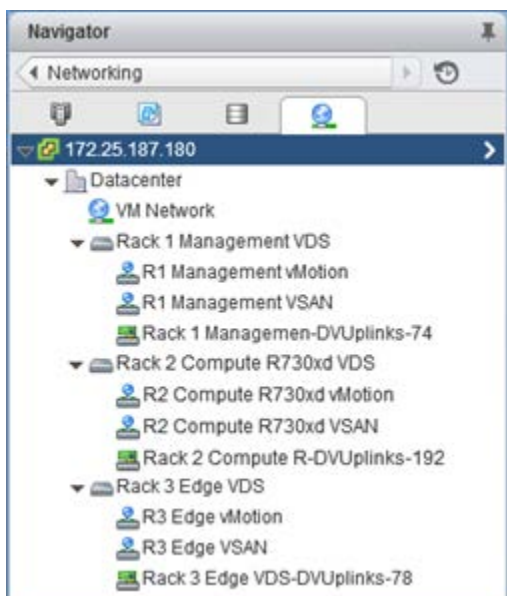 Navigator
Networking
172.25.187.180
Datacenter
VM Network
Rack 1 Management VDS
R1 Management vMotion
R1 Management VSAN
Rack 1 Managemen-DVUplinks-74
Rack 2 Compute R730xd VDS
R2 Compute R730xd vMotion
R2 Compute R730xd VSAN
Rack 2 Compute R-DVUplinks-192
Rack 3 Edge VDS
R3 Edge vMotion
R3 Edge VSAN
Rack 3 Edge VDS-DVUplinks-78